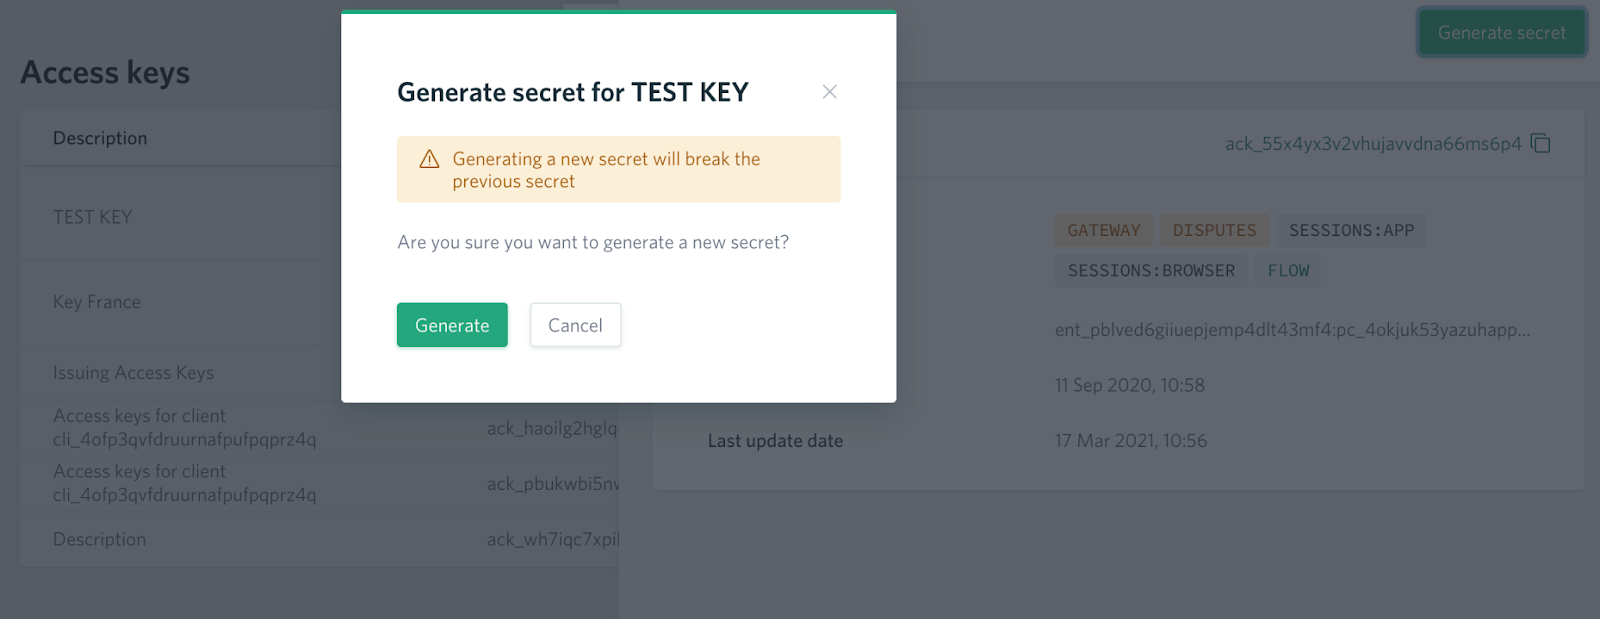 Access keys
Description
TEST KEY
Key France
Issuing Access Keys
Access keys for client
cli_4ofp3qvfdruurnafpufpqprz4q
ack_haoilg2hglq
Access keys for client
cli_4ofp3qvfdruurnafpufpqprz4q
ack_pbukwbi5nv
Description
ack_wh7iqc7xpil
Generate secret for TEST KEY
Generating a new secret will break the
previous secret
Are you sure you want to generate a new secret?
Generate
Cancel
Generate secret
ack_55x4yx3v2vhujavvdna66ms6p4
GATEWAY DISPUTES SESSIONS:APP
SESSIONS:BROWSER FLOW
ent_pblved6giiuepjemp4dlt43mf4:pc_4okjuk53yazuhapp...
11 Sep 2020, 10:58
Last update date
17 Mar 2021, 10:56